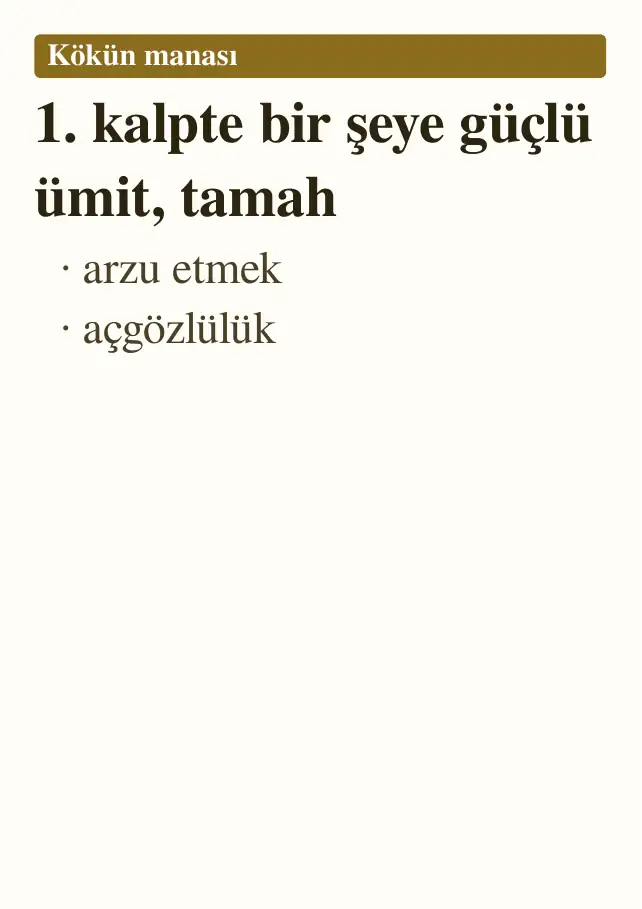 Kökün manası
1. kalpte bir şeye güçlü
ümit, tamah
· arzu etmek
· açgözlülük